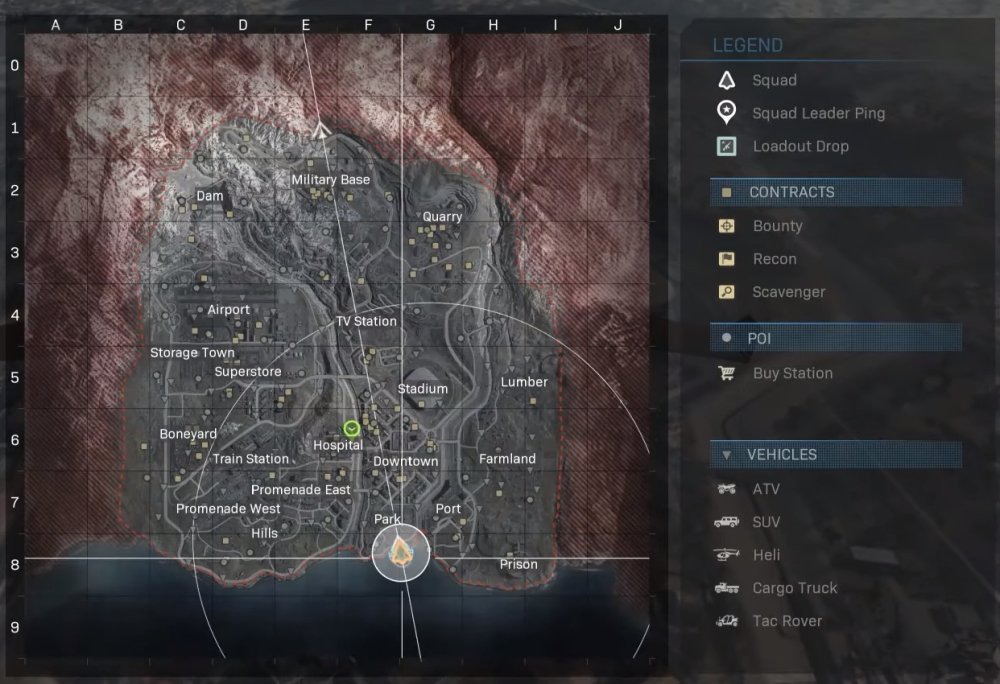 A B C D E F G H I J
0
1
2
3
4
5
6
7
8
9
Military Base
Dam
Quarry
Airport
TV Station
Storage Town
Superstore
Stadium
Lumber
Boneyard
Hospital
Train Station
Downtown
Farmland
Promenade East
Promenade West
Port
Park
Hills
Prison
LEGEND
Squad
Squad Leader Ping
Loadout Drop
CONTRACTS
Bounty
Recon
Scavenger
POI
Buy Station
VEHICLES
ATV
SUV
Heli
Cargo Truck
Tac Rover